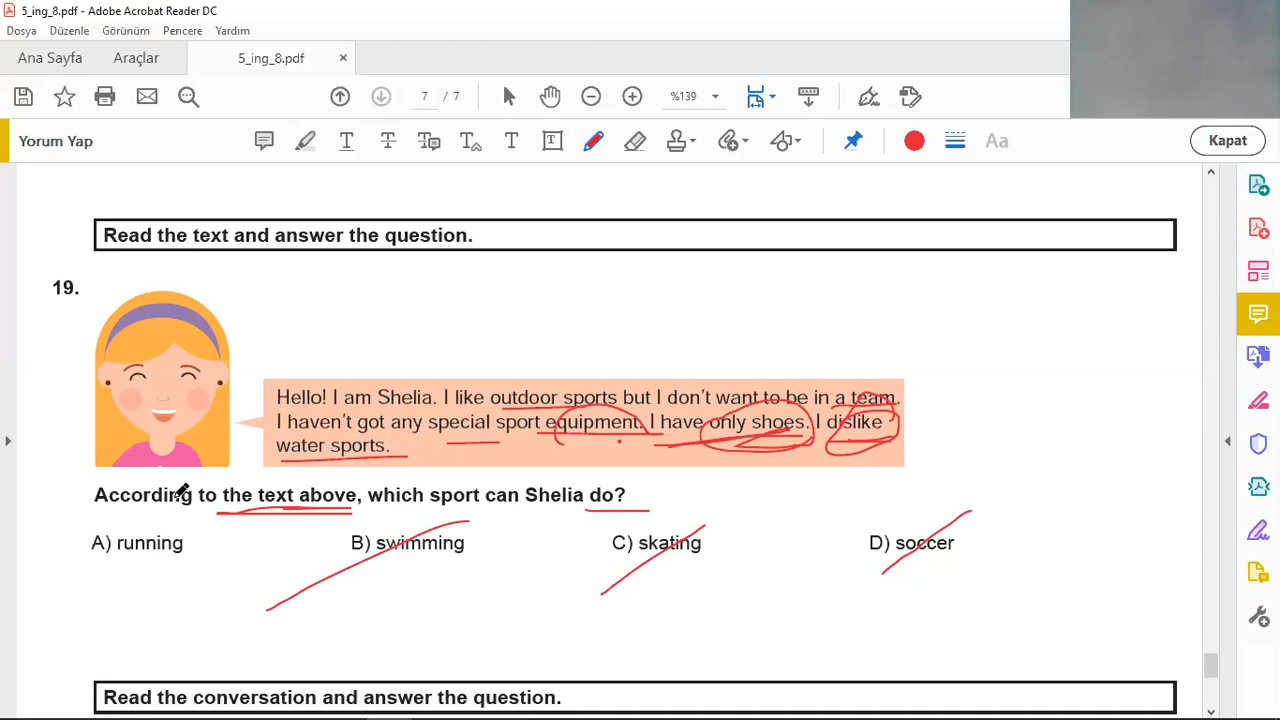 5_ing_8.pdf - Adobe Acrobat Reader DC
Dosya Düzenle Görünüm Pencere Yardım
Ana Sayfa Araçlar 5_ing_8.pdf ×
7 / 7 %139
Yorum Yap T T T T T Aa Kapat
Read the text and answer the question.
19.
Hello! I am Shelia. I like outdoor sports but I don't want to be in a team.
I haven't got any special sport equipment. I have only shoes. I dislike
water sports.
According to the text above, which sport can Shelia do?
A) running B) swimming C) skating D) soccer
Read the conversation and answer the question.